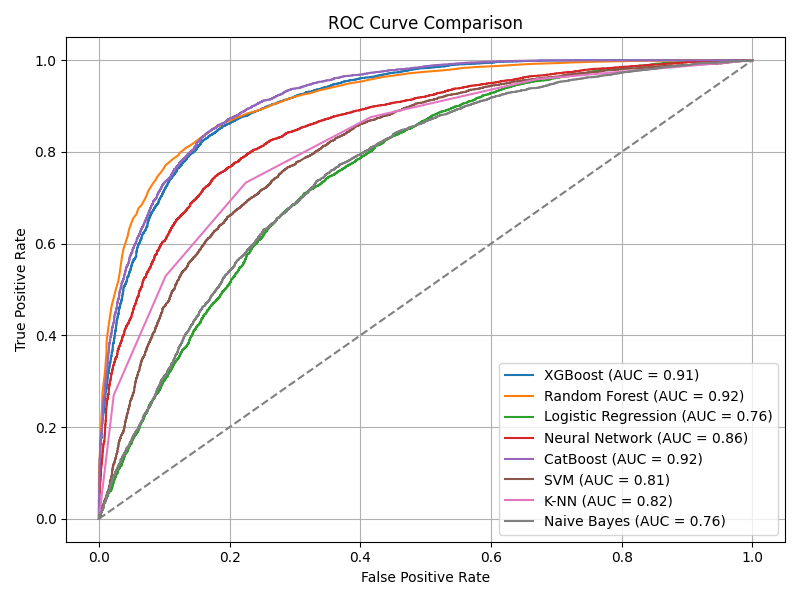 ROC Curve Comparison
True Positive Rate
1.0
0.8
0.6
0.4
0.2
0.0
XGBoost (AUC = 0.91)
Random Forest (AUC = 0.92)
Logistic Regression (AUC = 0.76)
Neural Network (AUC = 0.86)
CatBoost (AUC = 0.92)
SVM (AUC = 0.81)
K-NN (AUC = 0.82)
Naive Bayes (AUC = 0.76)
0.0 0.2 0.4 0.6 0.8 1.0
False Positive Rate